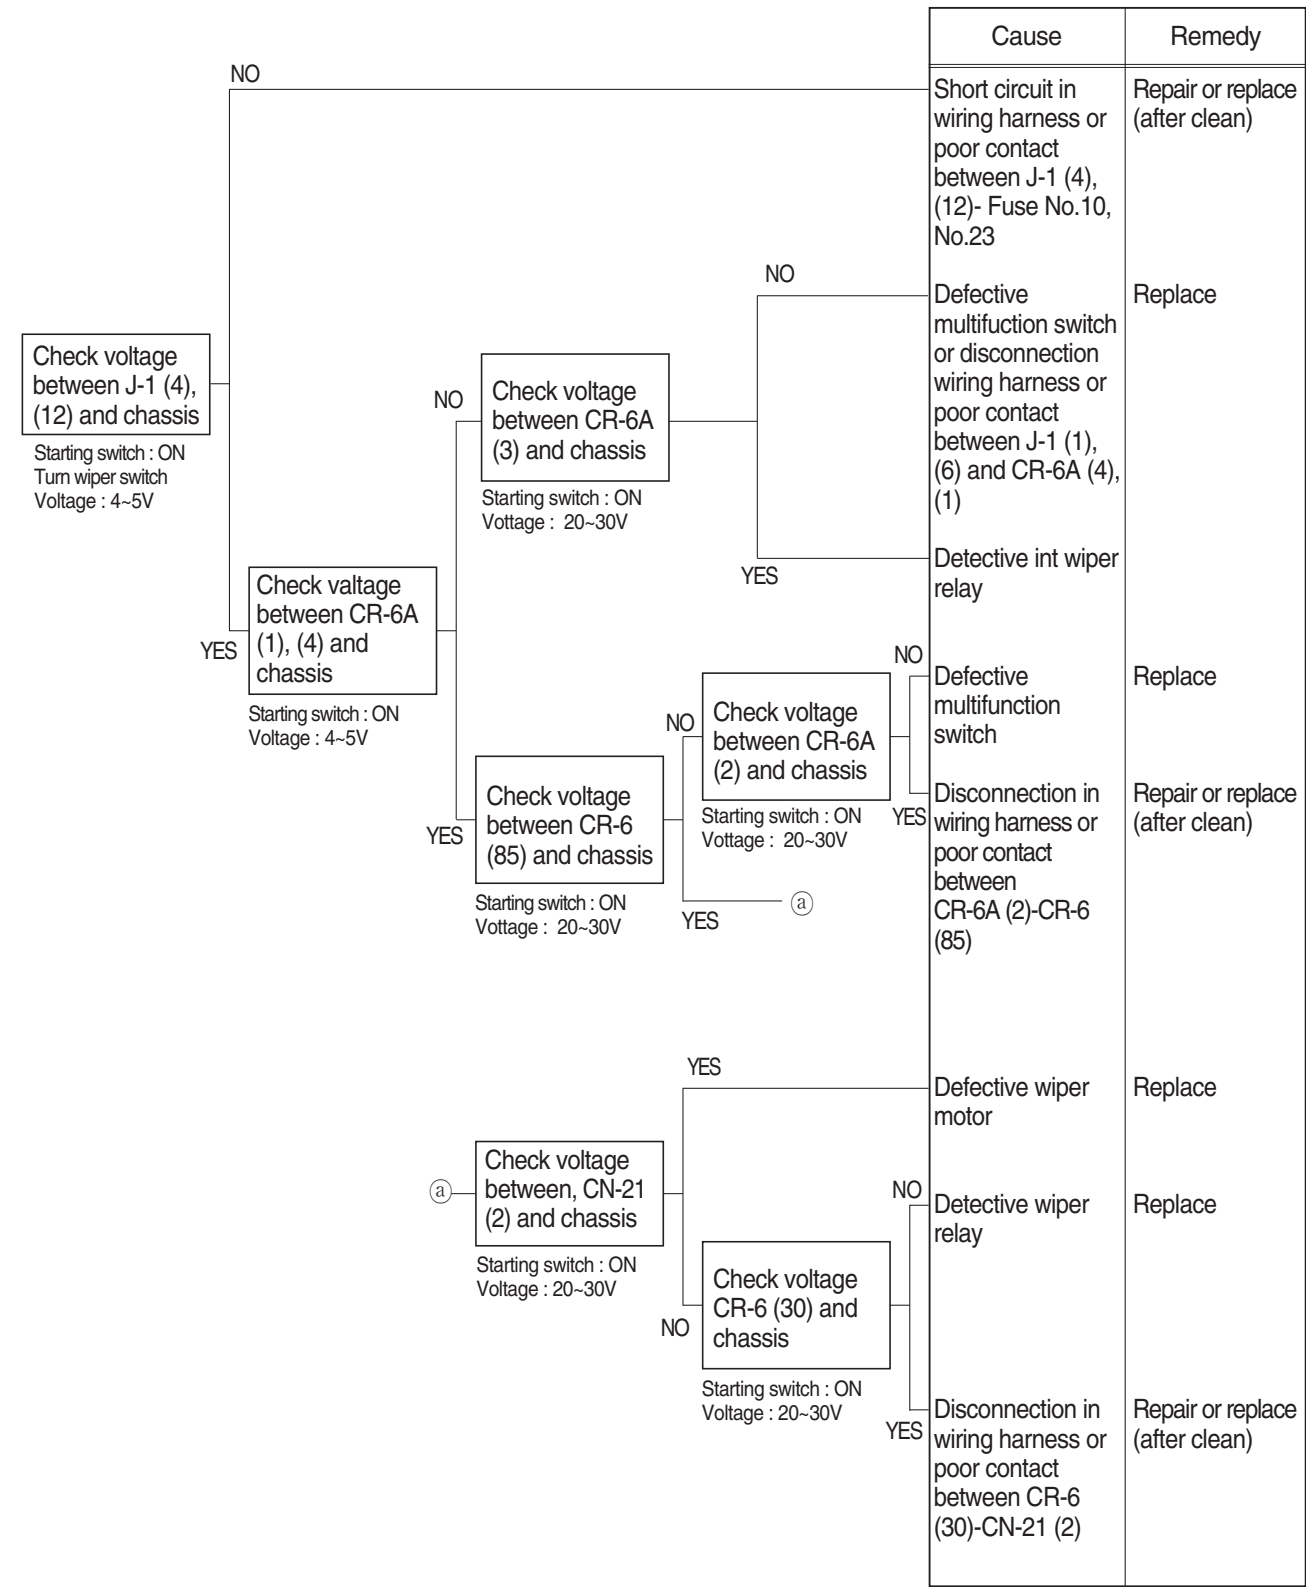 Cause
Remedy
NO
Short circuit in
wiring harness or
poor contact
between J-1 (4),
(12)- Fuse No.10,
No.23
Repair or replace
(after clean)
Check voltage
between J-1 (4),
(12) and chassis
Starting switch : ON
Turn wiper switch
Voltage : 4~5V
NO
Check voltage
between CR-6A
(3) and chassis
Starting switch : ON
Vottage : 20~30V
NO
Defective
multifuction switch
or disconnection
wiring harness or
poor contact
between J-1 (1),
(6) and CR-6A (4),
(1)
Replace
YES
Detective int wiper
relay
YES
Check valtage
between CR-6A
(1), (4) and
chassis
Starting switch : ON
Voltage : 4~5V
YES
Check voltage
between CR-6
(85) and chassis
Starting switch : ON
Vottage : 20~30V
NO
Check voltage
between CR-6A
(2) and chassis
Starting switch : ON
Vottage : 20~30V
NO
Defective
multifunction
switch
Replace
YES
Disconnection in
wiring harness or
poor contact
between
CR-6A (2)-CR-6
(85)
Repair or replace
(after clean)
YES
ⓐ
ⓐ
Check voltage
between, CN-21
(2) and chassis
Starting switch : ON
Voltage : 20~30V
YES
Defective wiper
motor
Replace
NO
Check voltage
CR-6 (30) and
chassis
Starting switch : ON
Voltage : 20~30V
NO
Detective wiper
relay
Replace
YES
Disconnection in
wiring harness or
poor contact
between CR-6
(30)-CN-21 (2)
Repair or replace
(after clean)